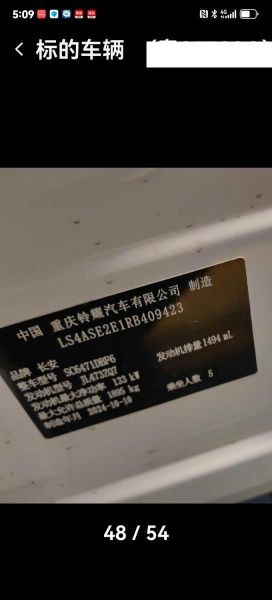 5:09
标的车辆
中国 重庆铃耀汽车有限公司 制造
LS4ASE2E1RB409423
品牌 长安
整车型号 SC6471DBF6
发动机型号 JL473ZQ7
发动机排量 1494 mL
发动机最大净功率 133 kW
最大允许总质量 1895 kg
乘坐人数 5
制造年月 2024-10-10
48 / 54